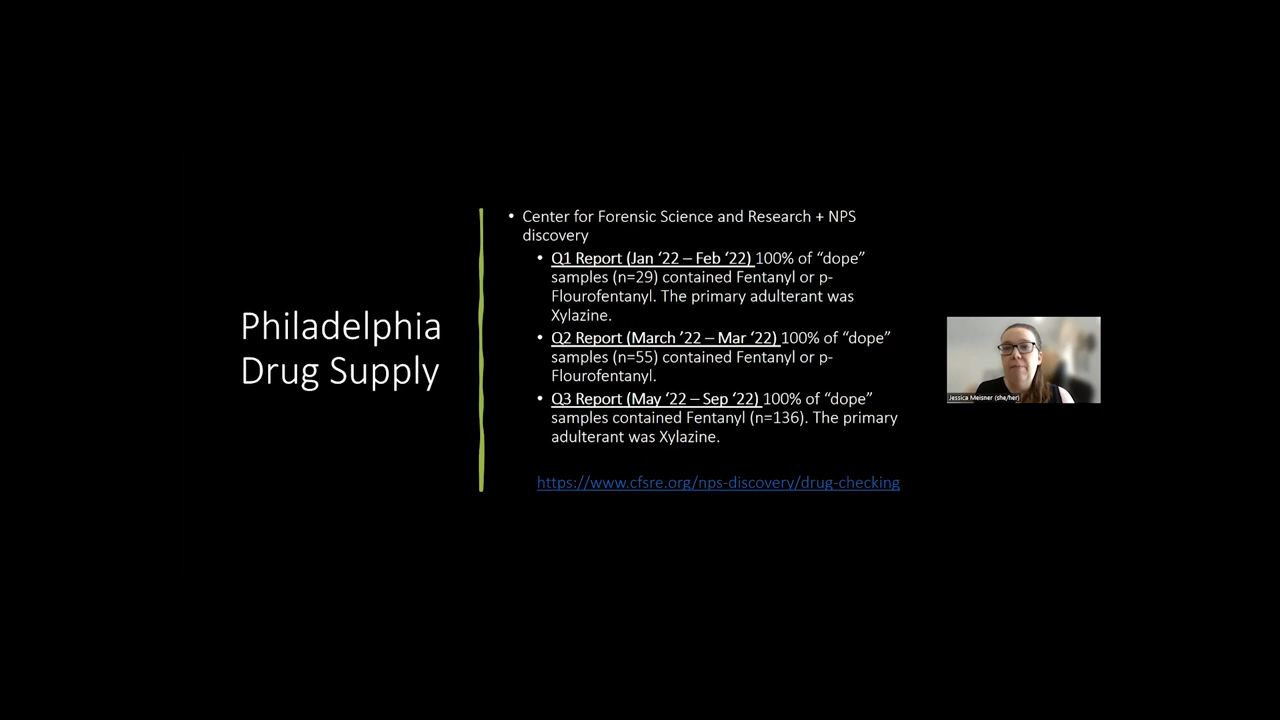 Philadelphia
Drug Supply
• Center for Forensic Science and Research + NPS
discovery
• Q1 Report (Jan ‘22 – Feb ‘22) 100% of “dope”
samples (n=29) contained Fentanyl or p-
Flourofentanyl. The primary adulterant was
Xylazine.
• Q2 Report (March ’22 – Mar ‘22) 100% of “dope”
samples (n=55) contained Fentanyl or p-
Flourofentanyl.
• Q3 Report (May ‘22 – Sep ‘22) 100% of “dope”
samples contained Fentanyl (n=136). The primary
adulterant was Xylazine.
https://www.cfsre.org/nps-discovery/drug-checking
Jessica Meisner (she/her)